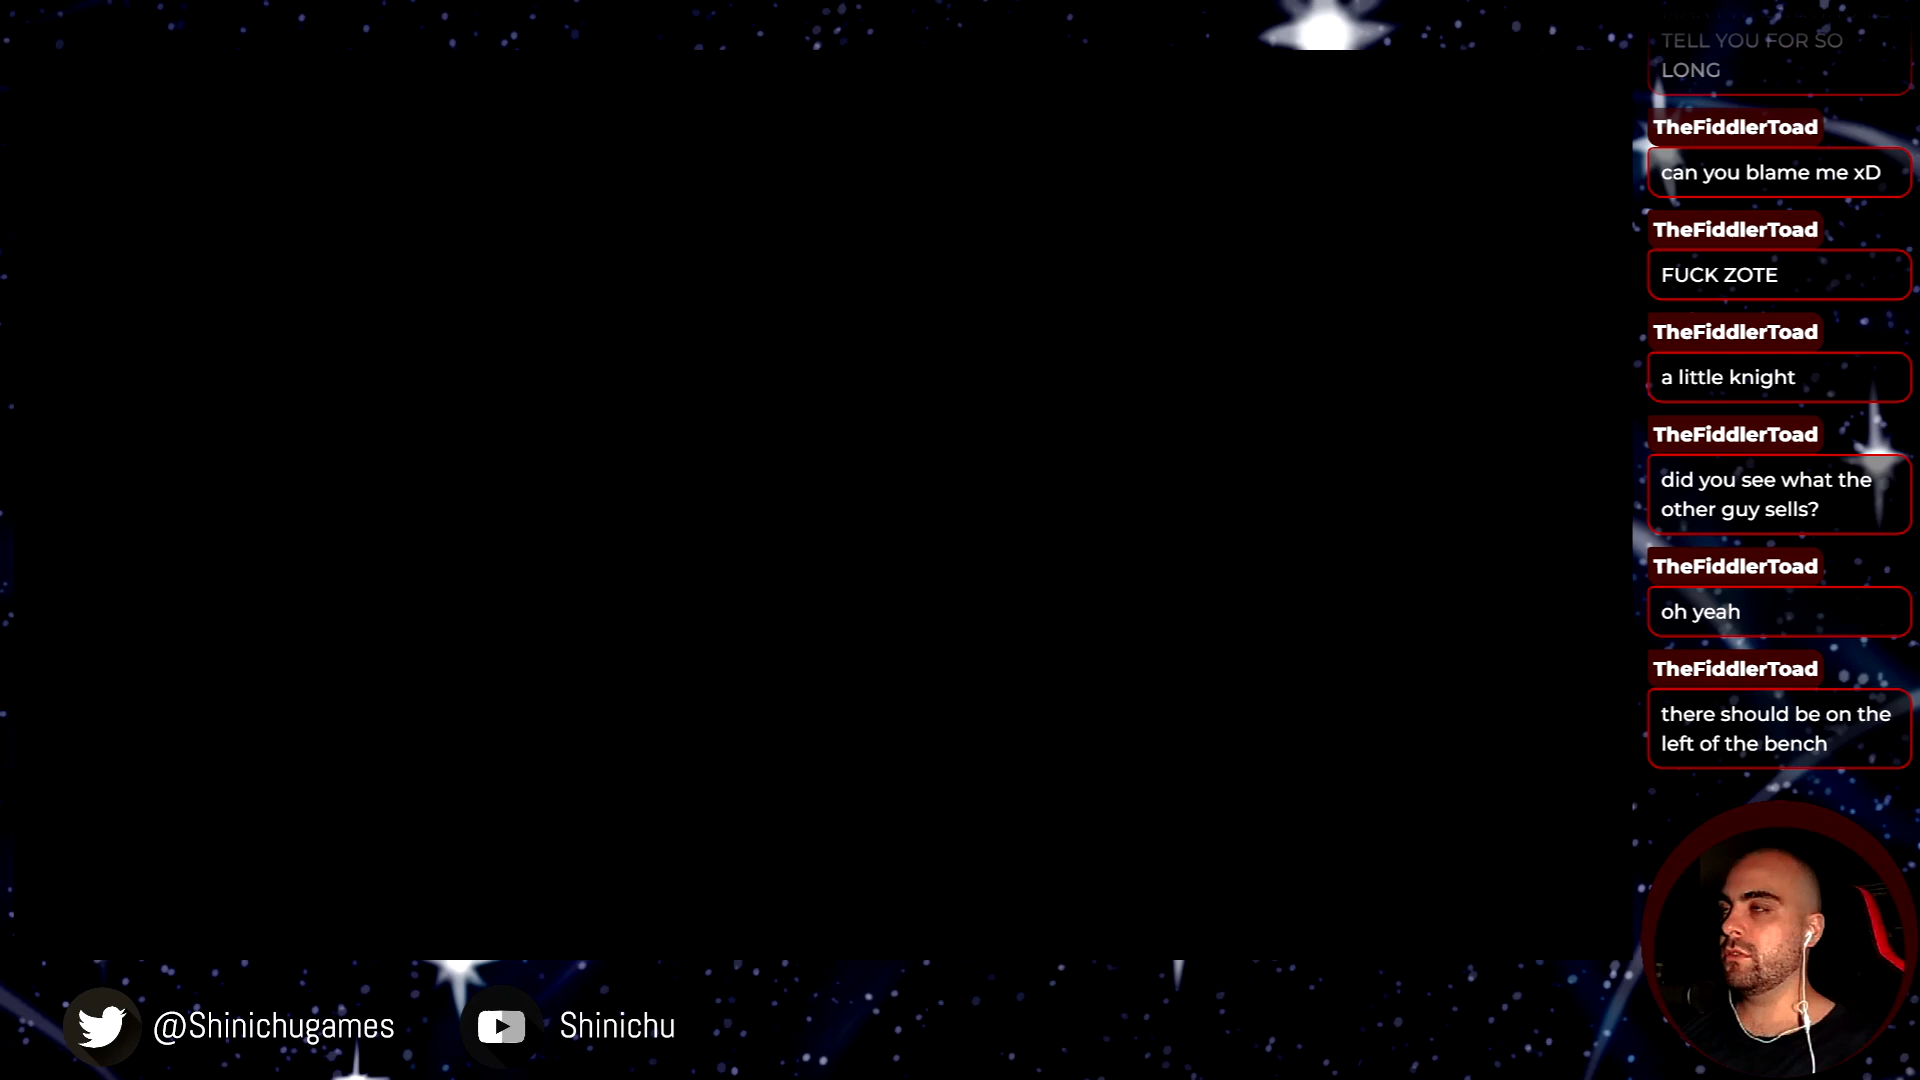 TELL YOU FOR SO
LONG
TheFiddlerToad
can you blame me xD
TheFiddlerToad
FUCK ZOTE
TheFiddlerToad
a little knight
TheFiddlerToad
did you see what the
other guy sells?
TheFiddlerToad
oh yeah
TheFiddlerToad
there should be on the
left of the bench
@Shinichugames
Shinichu